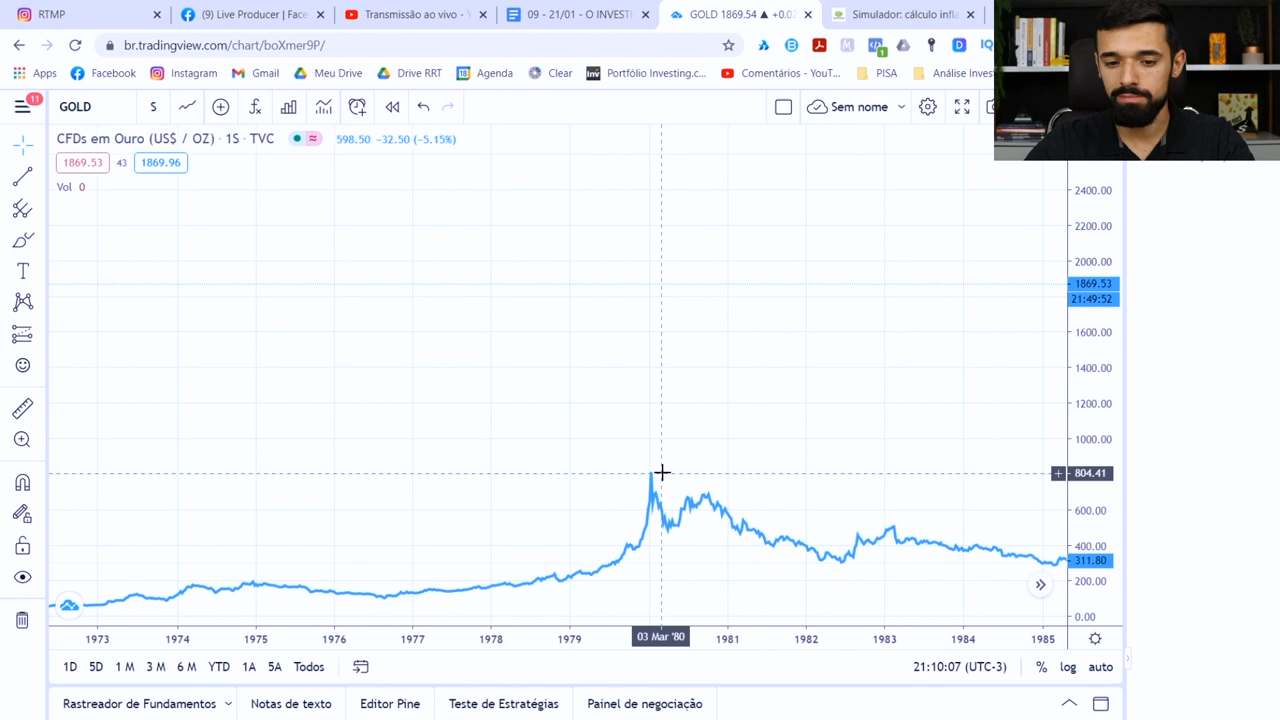 RTMP
(9) Live Producer | Face
Transmissão ao vivo - Y
09 - 21/01 - O INVEST
GOLD 1869.54 ▲ +0.0
Simulador: cálculo infla
br.tradingview.com/chart/boXmer9P/
Apps
Facebook
Instagram
Gmail
Meu Drive
Drive RRT
Agenda
Clear
Portfólio Investing.c...
Comentários - YouT...
PISA
Análise Inves
11
GOLD
S
Sem nome
CFDs em Ouro (US$ / OZ) · 1S · TVC
598.50 −32.50 (−5.15%)
1869.53
43
1869.96
Vol 0
2400.00
2200.00
2000.00
1869.53
21:49:52
1600.00
1400.00
1200.00
1000.00
804.41
600.00
400.00
311.80
200.00
0.00
1973
1974
1975
1976
1977
1978
1979
03 Mar '80
1981
1982
1983
1984
1985
1D
5D
1 M
3 M
6 M
YTD
1A
5A
Todos
21:10:07 (UTC-3)
%
log
auto
Rastreador de Fundamentos
Notas de texto
Editor Pine
Teste de Estratégias
Painel de negociação